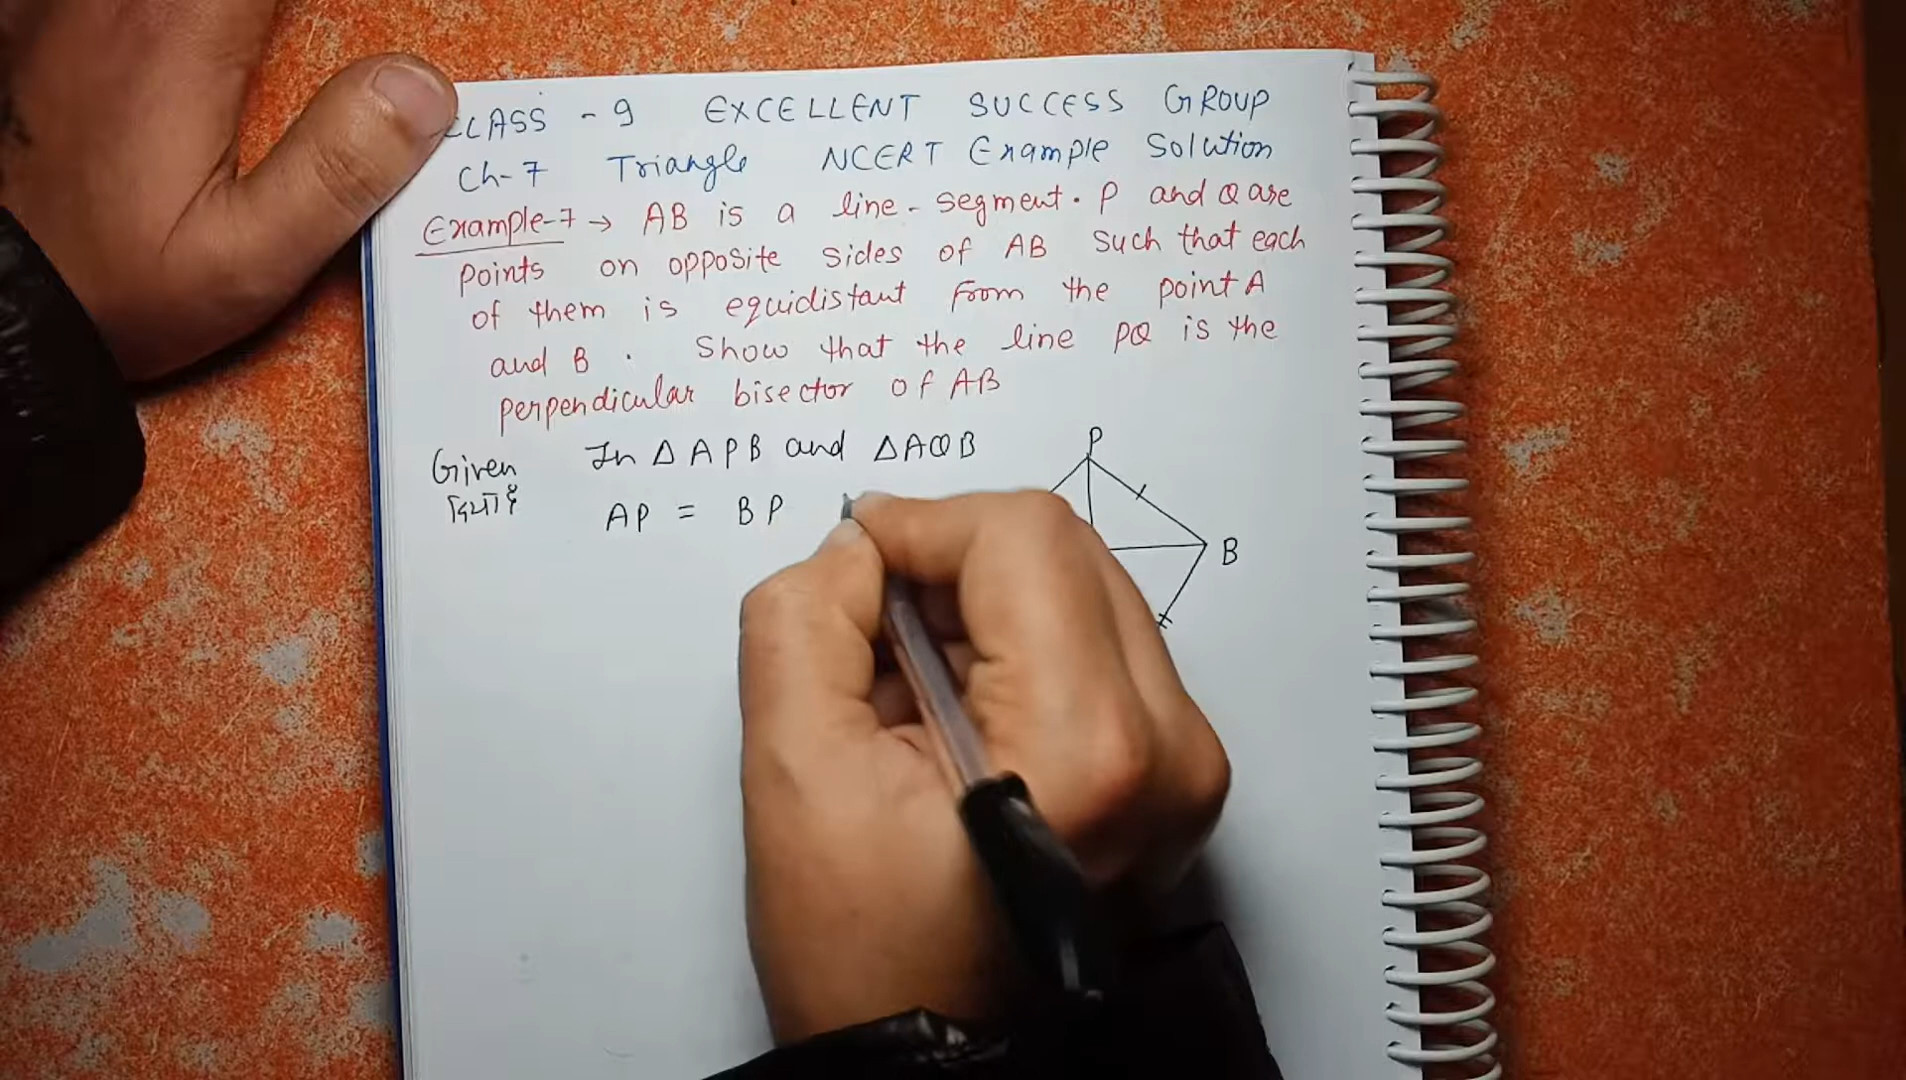 CLASS - 9 EXCELLENT SUCCESS GROUP
Ch-7 Triangle NCERT Example Solution
Example-7 → AB is a line-segment. P and Q are
points on opposite sides of AB such that each
of them is equidistant from the point A
and B. Show that the line PQ is the
perpendicular bisector of AB
Given In △APB and △AQB
दिया है
AP = BP
P
B